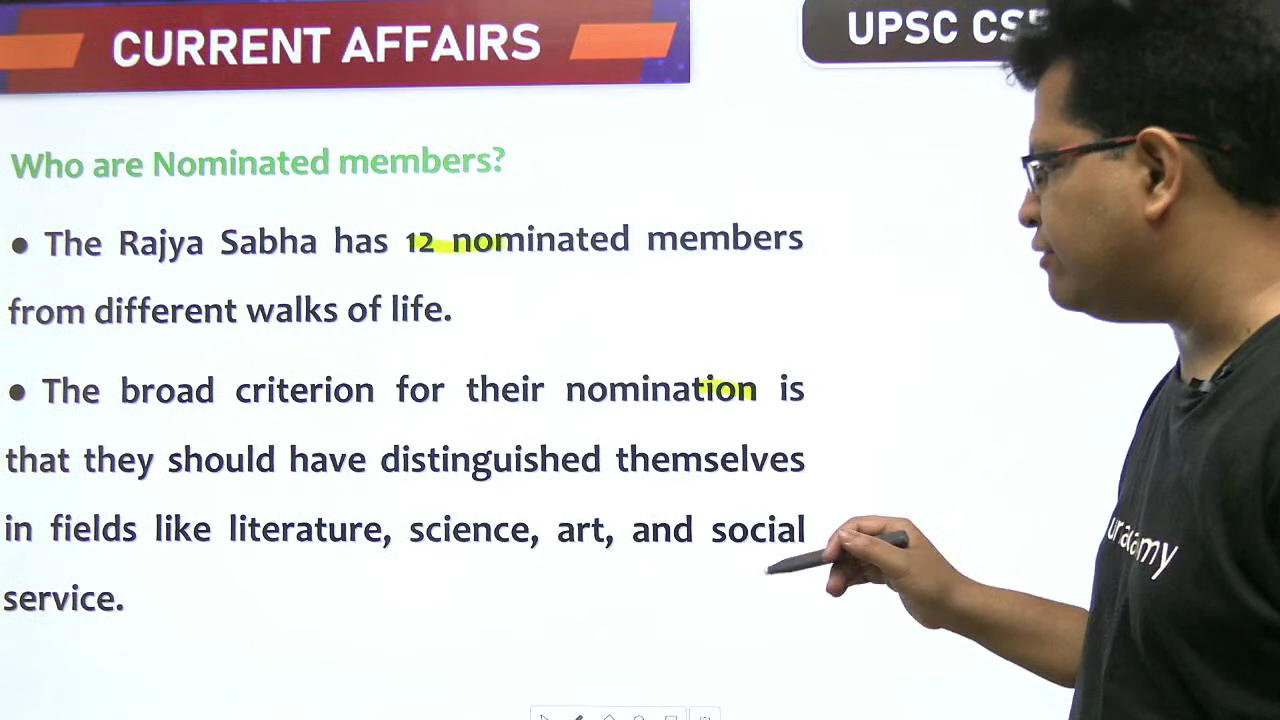 CURRENT AFFAIRS
UPSC CSE
Who are Nominated members?
• The Rajya Sabha has 12 nominated members
from different walks of life.
• The broad criterion for their nomination is
that they should have distinguished themselves
in fields like literature, science, art, and social
service.
unacademy